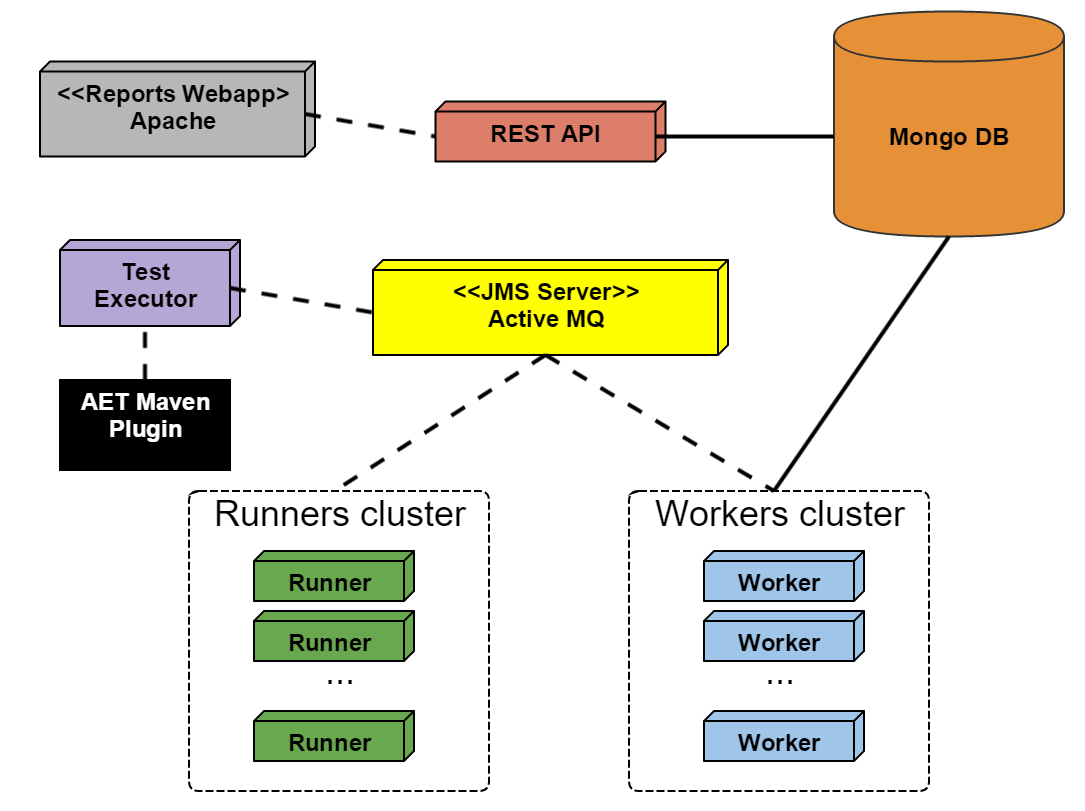 <<Reports Webapp>
Apache
REST API
Mongo DB
Test
Executor
<<JMS Server>>
Active MQ
AET Maven
Plugin
Runners cluster
Runner
Runner
...
Runner
Workers cluster
Worker
Worker
...
Worker